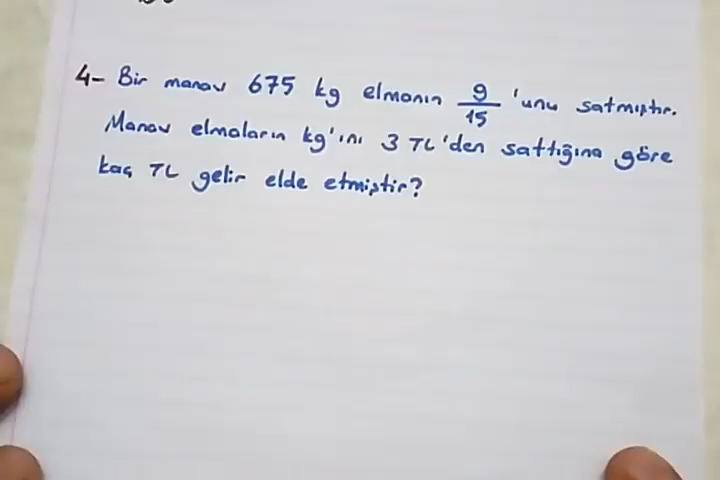 4- Bir manav 675 kg elmanın 9/15 'unu satmıştır.
Manav elmaların kg'ını 3 TL'den sattığına göre
kaç TL gelir elde etmiştir?